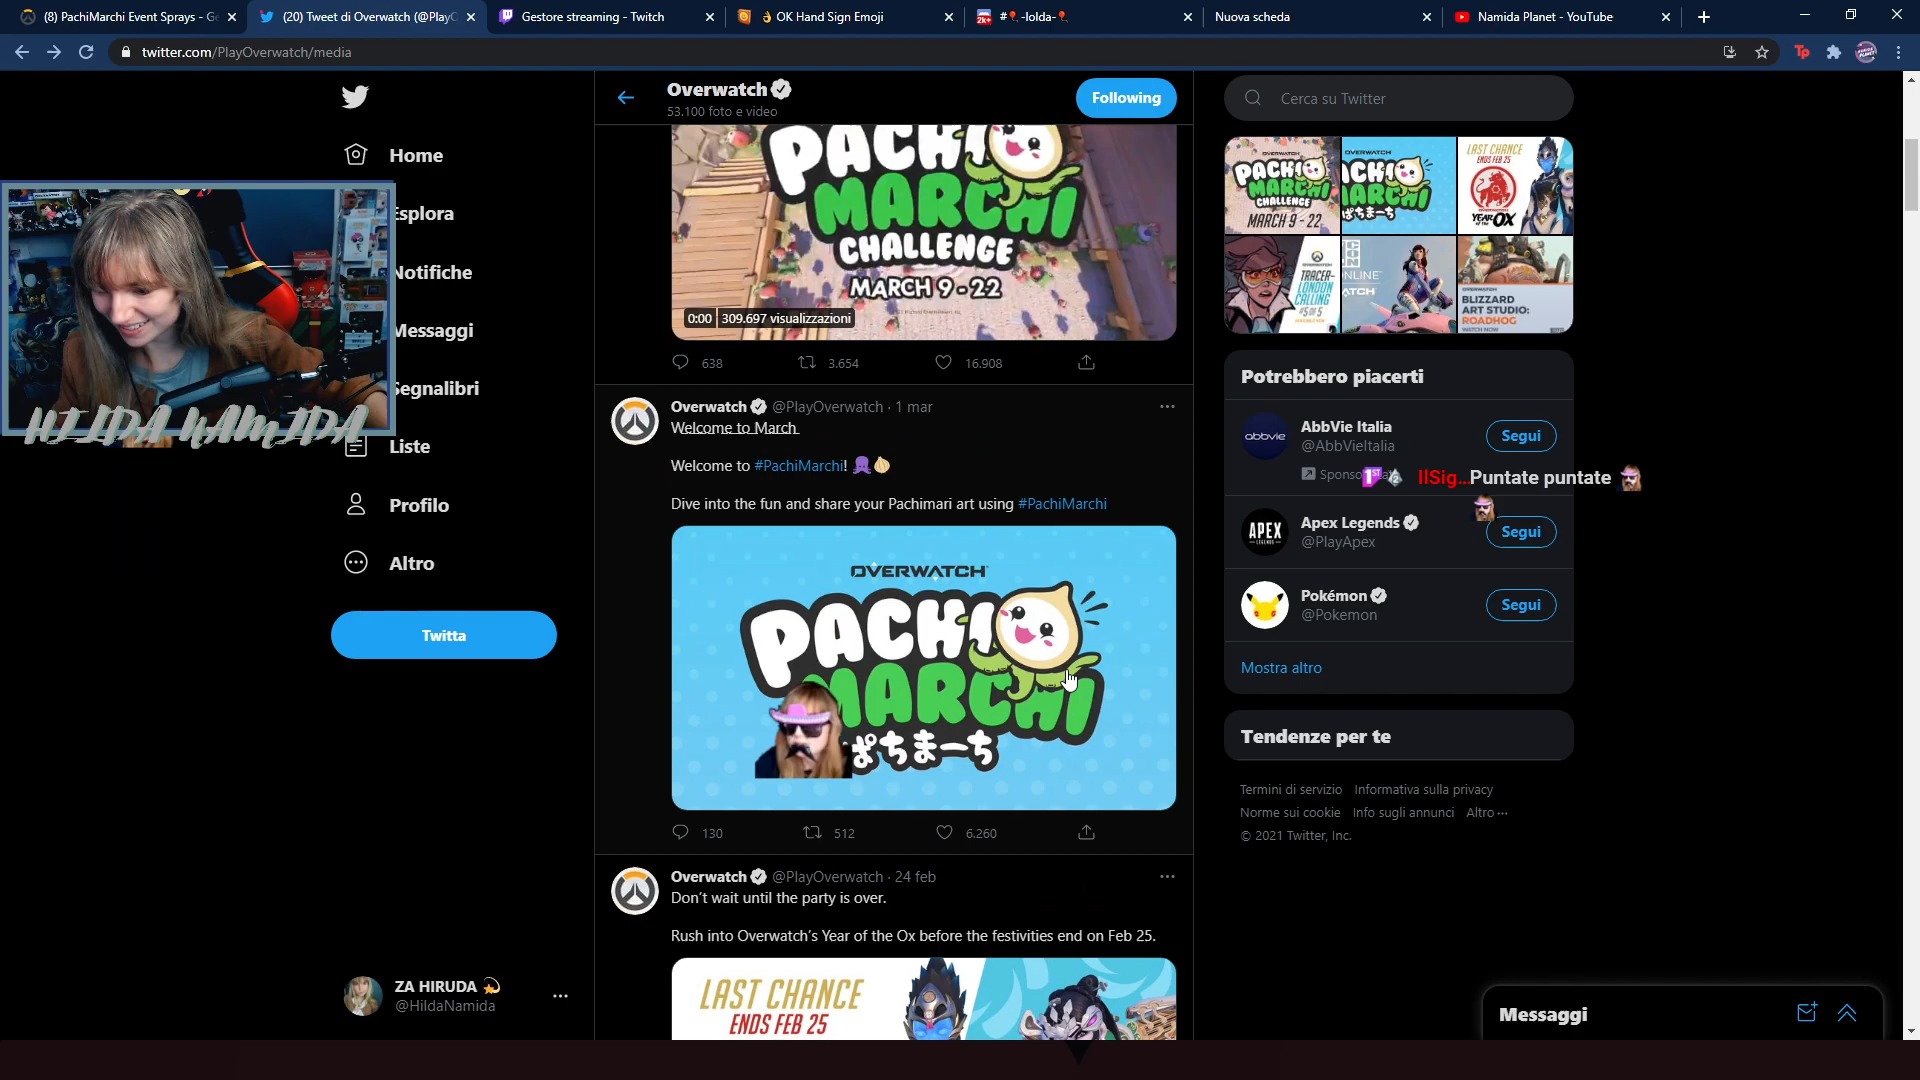 (8) PachiMarchi Event Sprays - Ge
(20) Tweet di Overwatch (@PlayO
Gestore streaming - Twitch
👌 OK Hand Sign Emoji
2k+
#🎈-lolda-🎈
Nuova scheda
Namida Planet - YouTube
twitter.com/PlayOverwatch/media
Home
Esplora
Notifiche
Messaggi
Segnalibri
Liste
Profilo
Altro
Twitta
HILDA NAMIDA
ZA HIRUDA 💫
@HildaNamida
Overwatch
53.100 foto e video
Following
PACHI
MARCHI
CHALLENGE
MARCH 9 - 22
0:00 309.697 visualizzazioni
638 3.654 16.908
Overwatch @PlayOverwatch · 1 mar
Welcome to March
Welcome to #PachiMarchi! 🐙🧅
Dive into the fun and share your Pachimari art using #PachiMarchi
OVERWATCH
PACHI
MARCHI
ぱちまーち
130 512 6.260
Overwatch @PlayOverwatch · 24 feb
Don't wait until the party is over.
Rush into Overwatch's Year of the Ox before the festivities end on Feb 25.
LAST CHANCE
ENDS FEB 25
Cerca su Twitter
OVERWATCH
PACHI
MARCHI
CHALLENGE
MARCH 9 - 22
OVERWATCH
ACHI
MARCHI
ぱちまーち
LAST CHANCE
ENDS FEB 25
YEAR OF THE OX
TRACER-
LONDON
CALLING
#5 OF 5
NLINE
ATCH
BLIZZARD
ART STUDIO:
ROADHOG
WATCH NOW
Potrebbero piacerti
abbvie
AbbVie Italia
@AbbVieItalia
Segui
Sponso
IlSig...Puntate puntate
APEX
Apex Legends
@PlayApex
Segui
Pokémon
@Pokemon
Segui
Mostra altro
Tendenze per te
Termini di servizio Informativa sulla privacy
Norme sui cookie Info sugli annunci Altro
© 2021 Twitter, Inc.
Messaggi